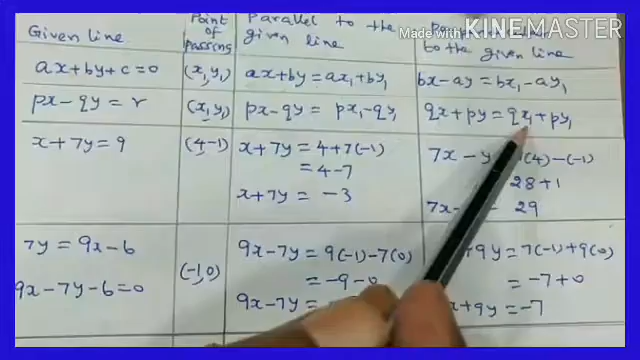 Made with KINEMASTER
Given line
Point of passing
Parallel to the given line
to the given line
ax+by+c=0
(x₁,y₁)
ax+by=ax₁+by₁
bx-ay=bx₁-ay₁
px-qy=r
(x₁,y₁)
px-qy= px₁-qy₁
qx+py=qx₁+py₁
x+7y=9
(4,-1)
x+7y=4+7(-1)
=4-7
x+7y= -3
7x-y (4)-(-1)
28+1
7x- 29
7y=9x-6
9x-7y-6=0
(-1,0)
9x-7y=9(-1)-7(0)
=-9-0
9x-7y=
+9y=7(-1)+9(0)
=-7+0
x+9y=-7